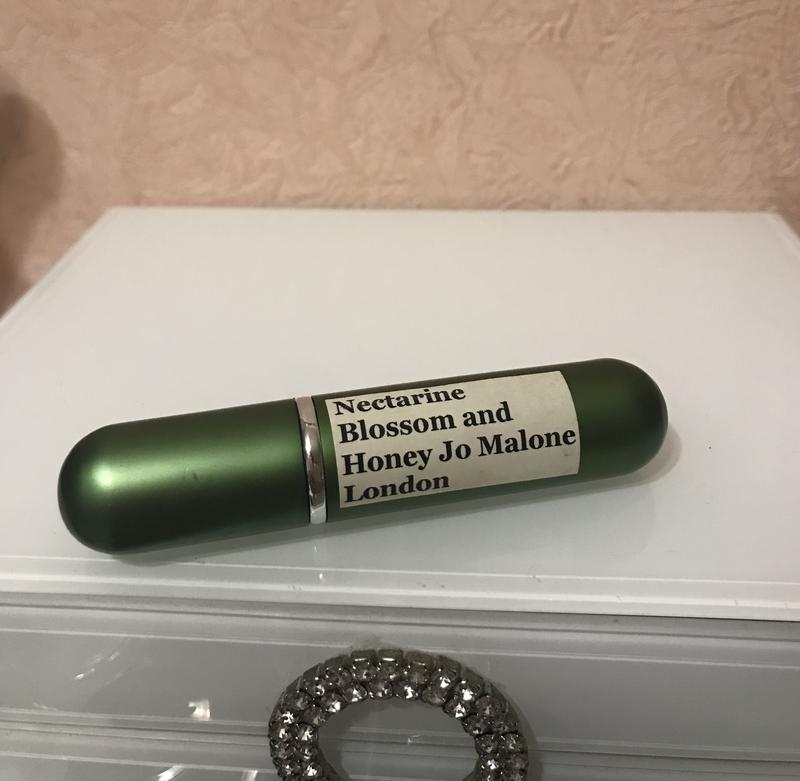 Nectarine
Blossom and
Honey Jo Malone
London